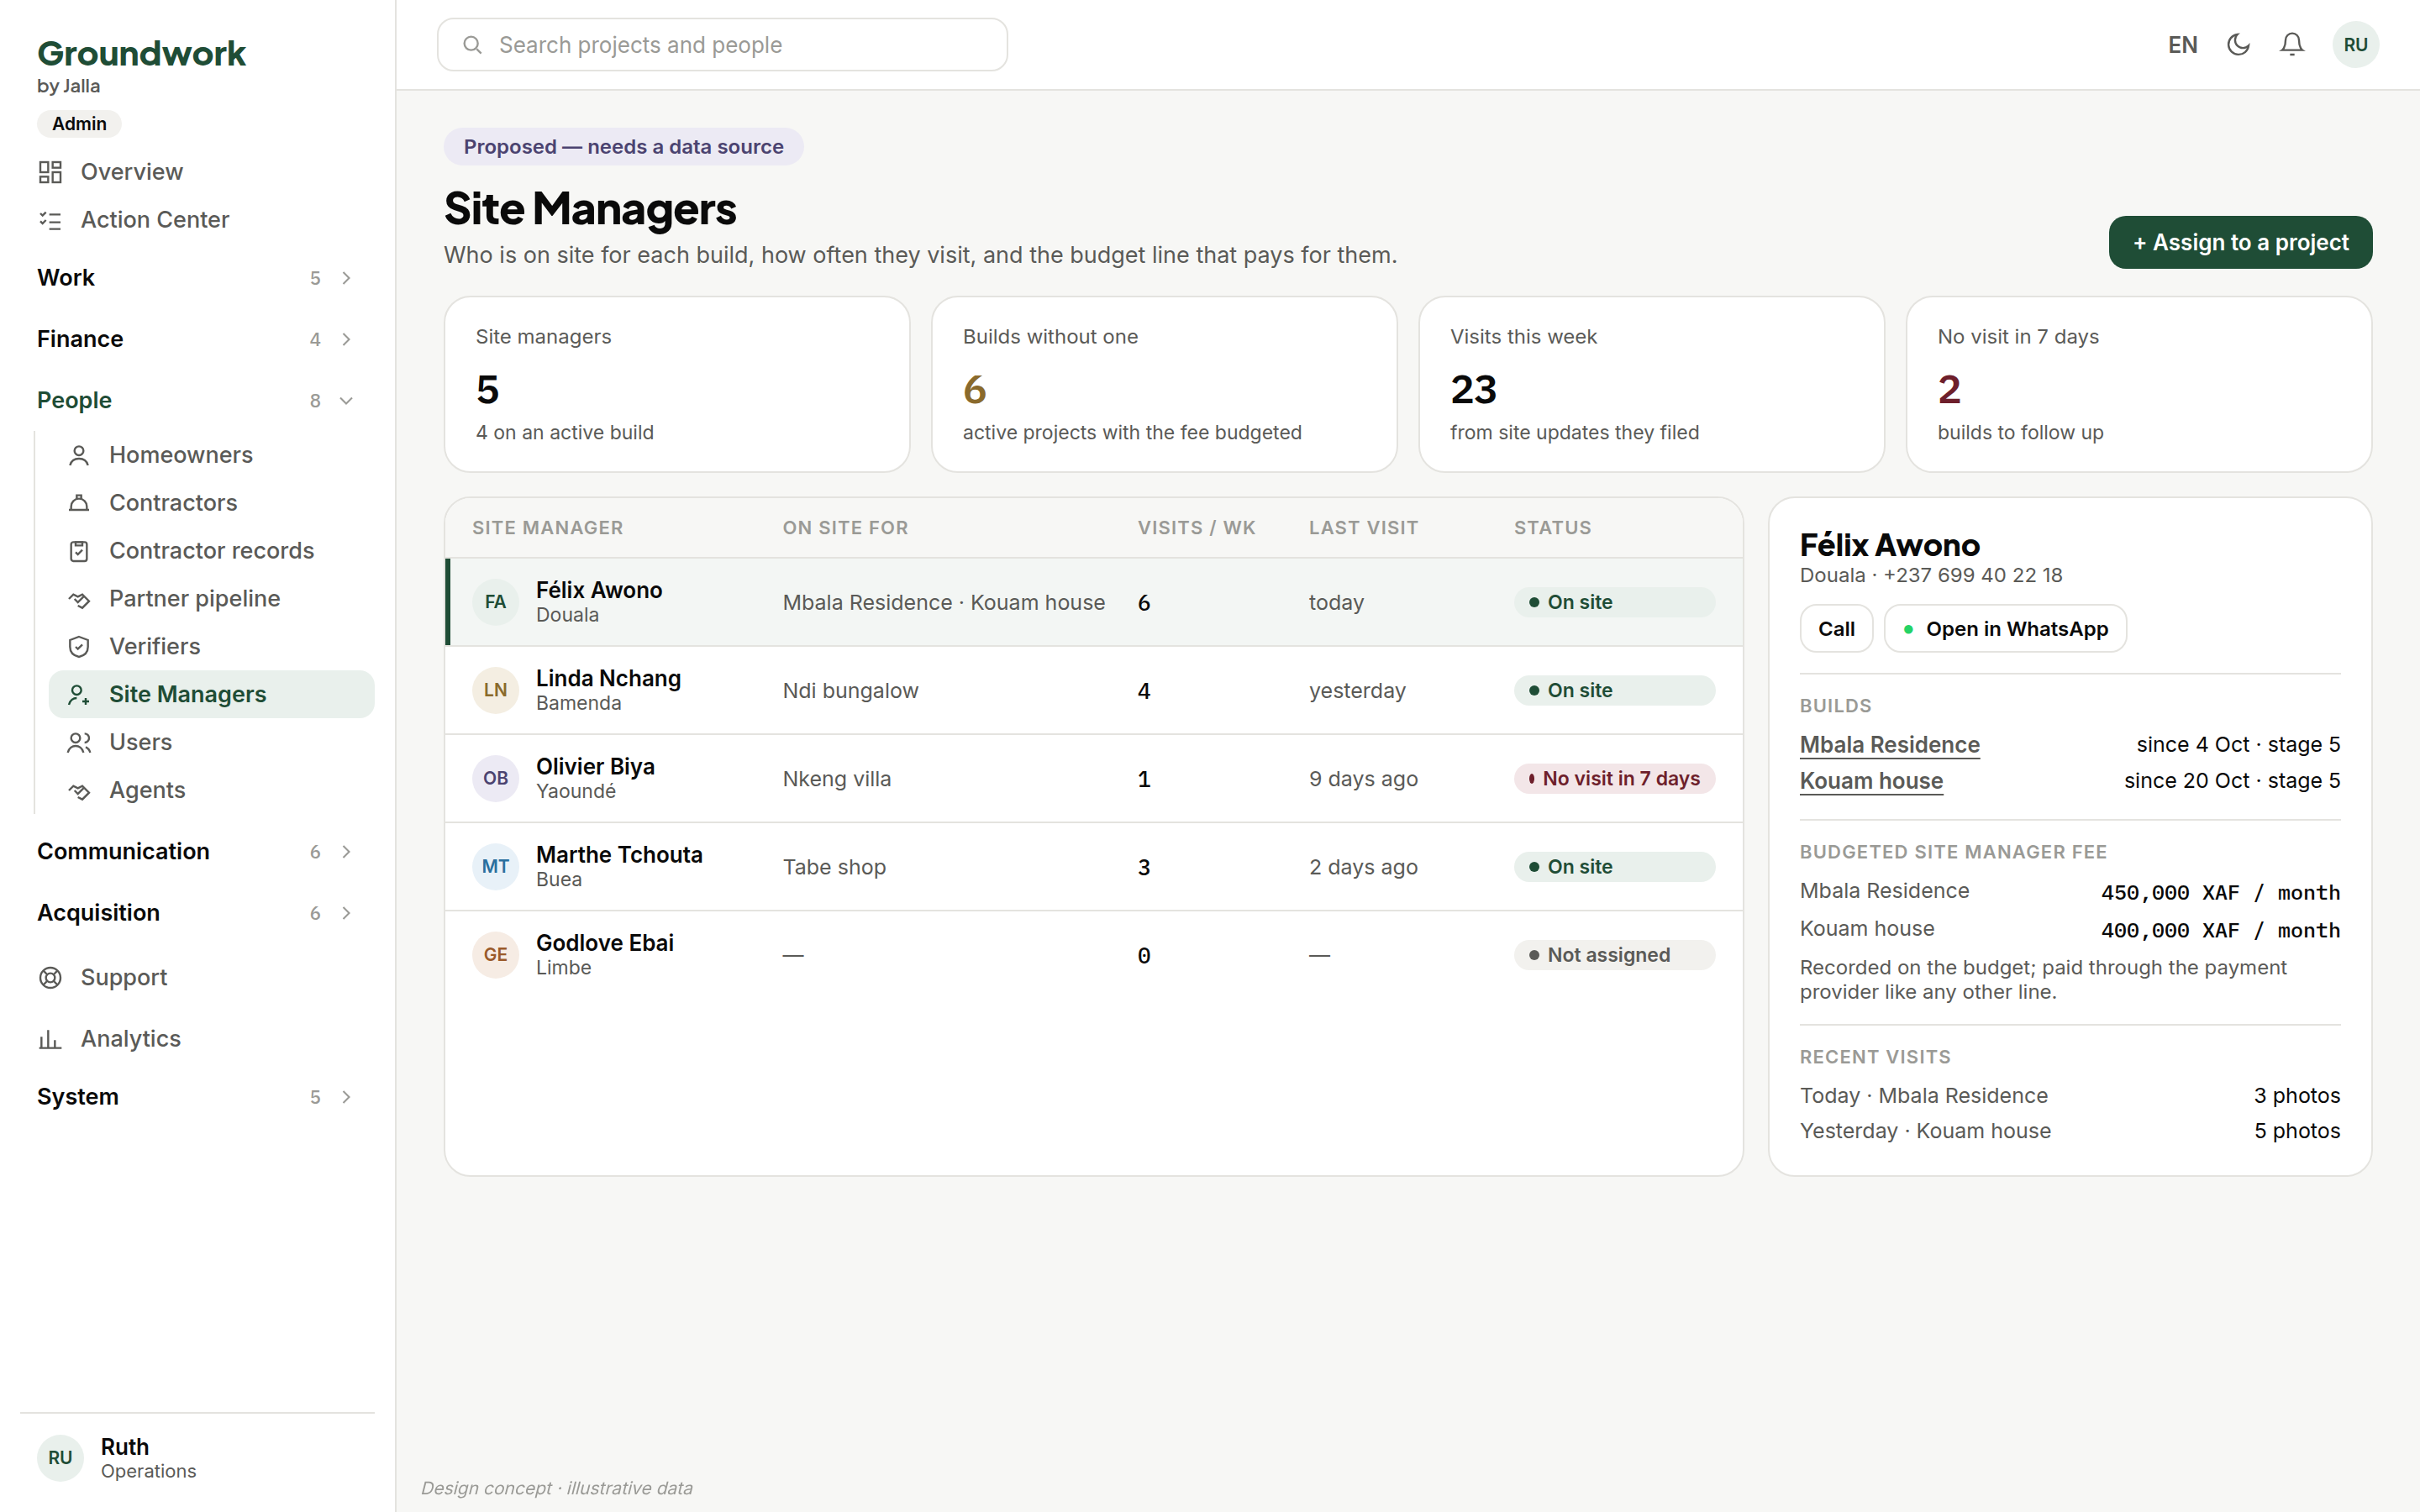 Groundwork
by Jalla
Admin
Overview
Action Center
Work 5
Finance 4
People 8
Homeowners
Contractors
Contractor records
Partner pipeline
Verifiers
Site Managers
Users
Agents
Communication 6
Acquisition 6
Support
Analytics
System 5
RU
Ruth
Operations
Search projects and people
EN
RU
Proposed — needs a data source
Site Managers
Who is on site for each build, how often they visit, and the budget line that pays for them.
+ Assign to a project
Site managers
5
4 on an active build
Builds without one
6
active projects with the fee budgeted
Visits this week
23
from site updates they filed
No visit in 7 days
2
builds to follow up
SITE MANAGER ON SITE FOR VISITS / WK LAST VISIT STATUS
FA Félix Awono Mbala Residence · Kouam house 6 today On site
Douala
LN Linda Nchang Ndi bungalow 4 yesterday On site
Bamenda
OB Olivier Biya Nkeng villa 1 9 days ago No visit in 7 days
Yaoundé
MT Marthe Tchouta Tabe shop 3 2 days ago On site
Buea
GE Godlove Ebai — 0 — Not assigned
Limbe
Félix Awono
Douala · +237 699 40 22 18
Call Open in WhatsApp
BUILDS
Mbala Residence since 4 Oct · stage 5
Kouam house since 20 Oct · stage 5
BUDGETED SITE MANAGER FEE
Mbala Residence 450,000 XAF / month
Kouam house 400,000 XAF / month
Recorded on the budget; paid through the payment
provider like any other line.
RECENT VISITS
Today · Mbala Residence 3 photos
Yesterday · Kouam house 5 photos
Design concept · illustrative data